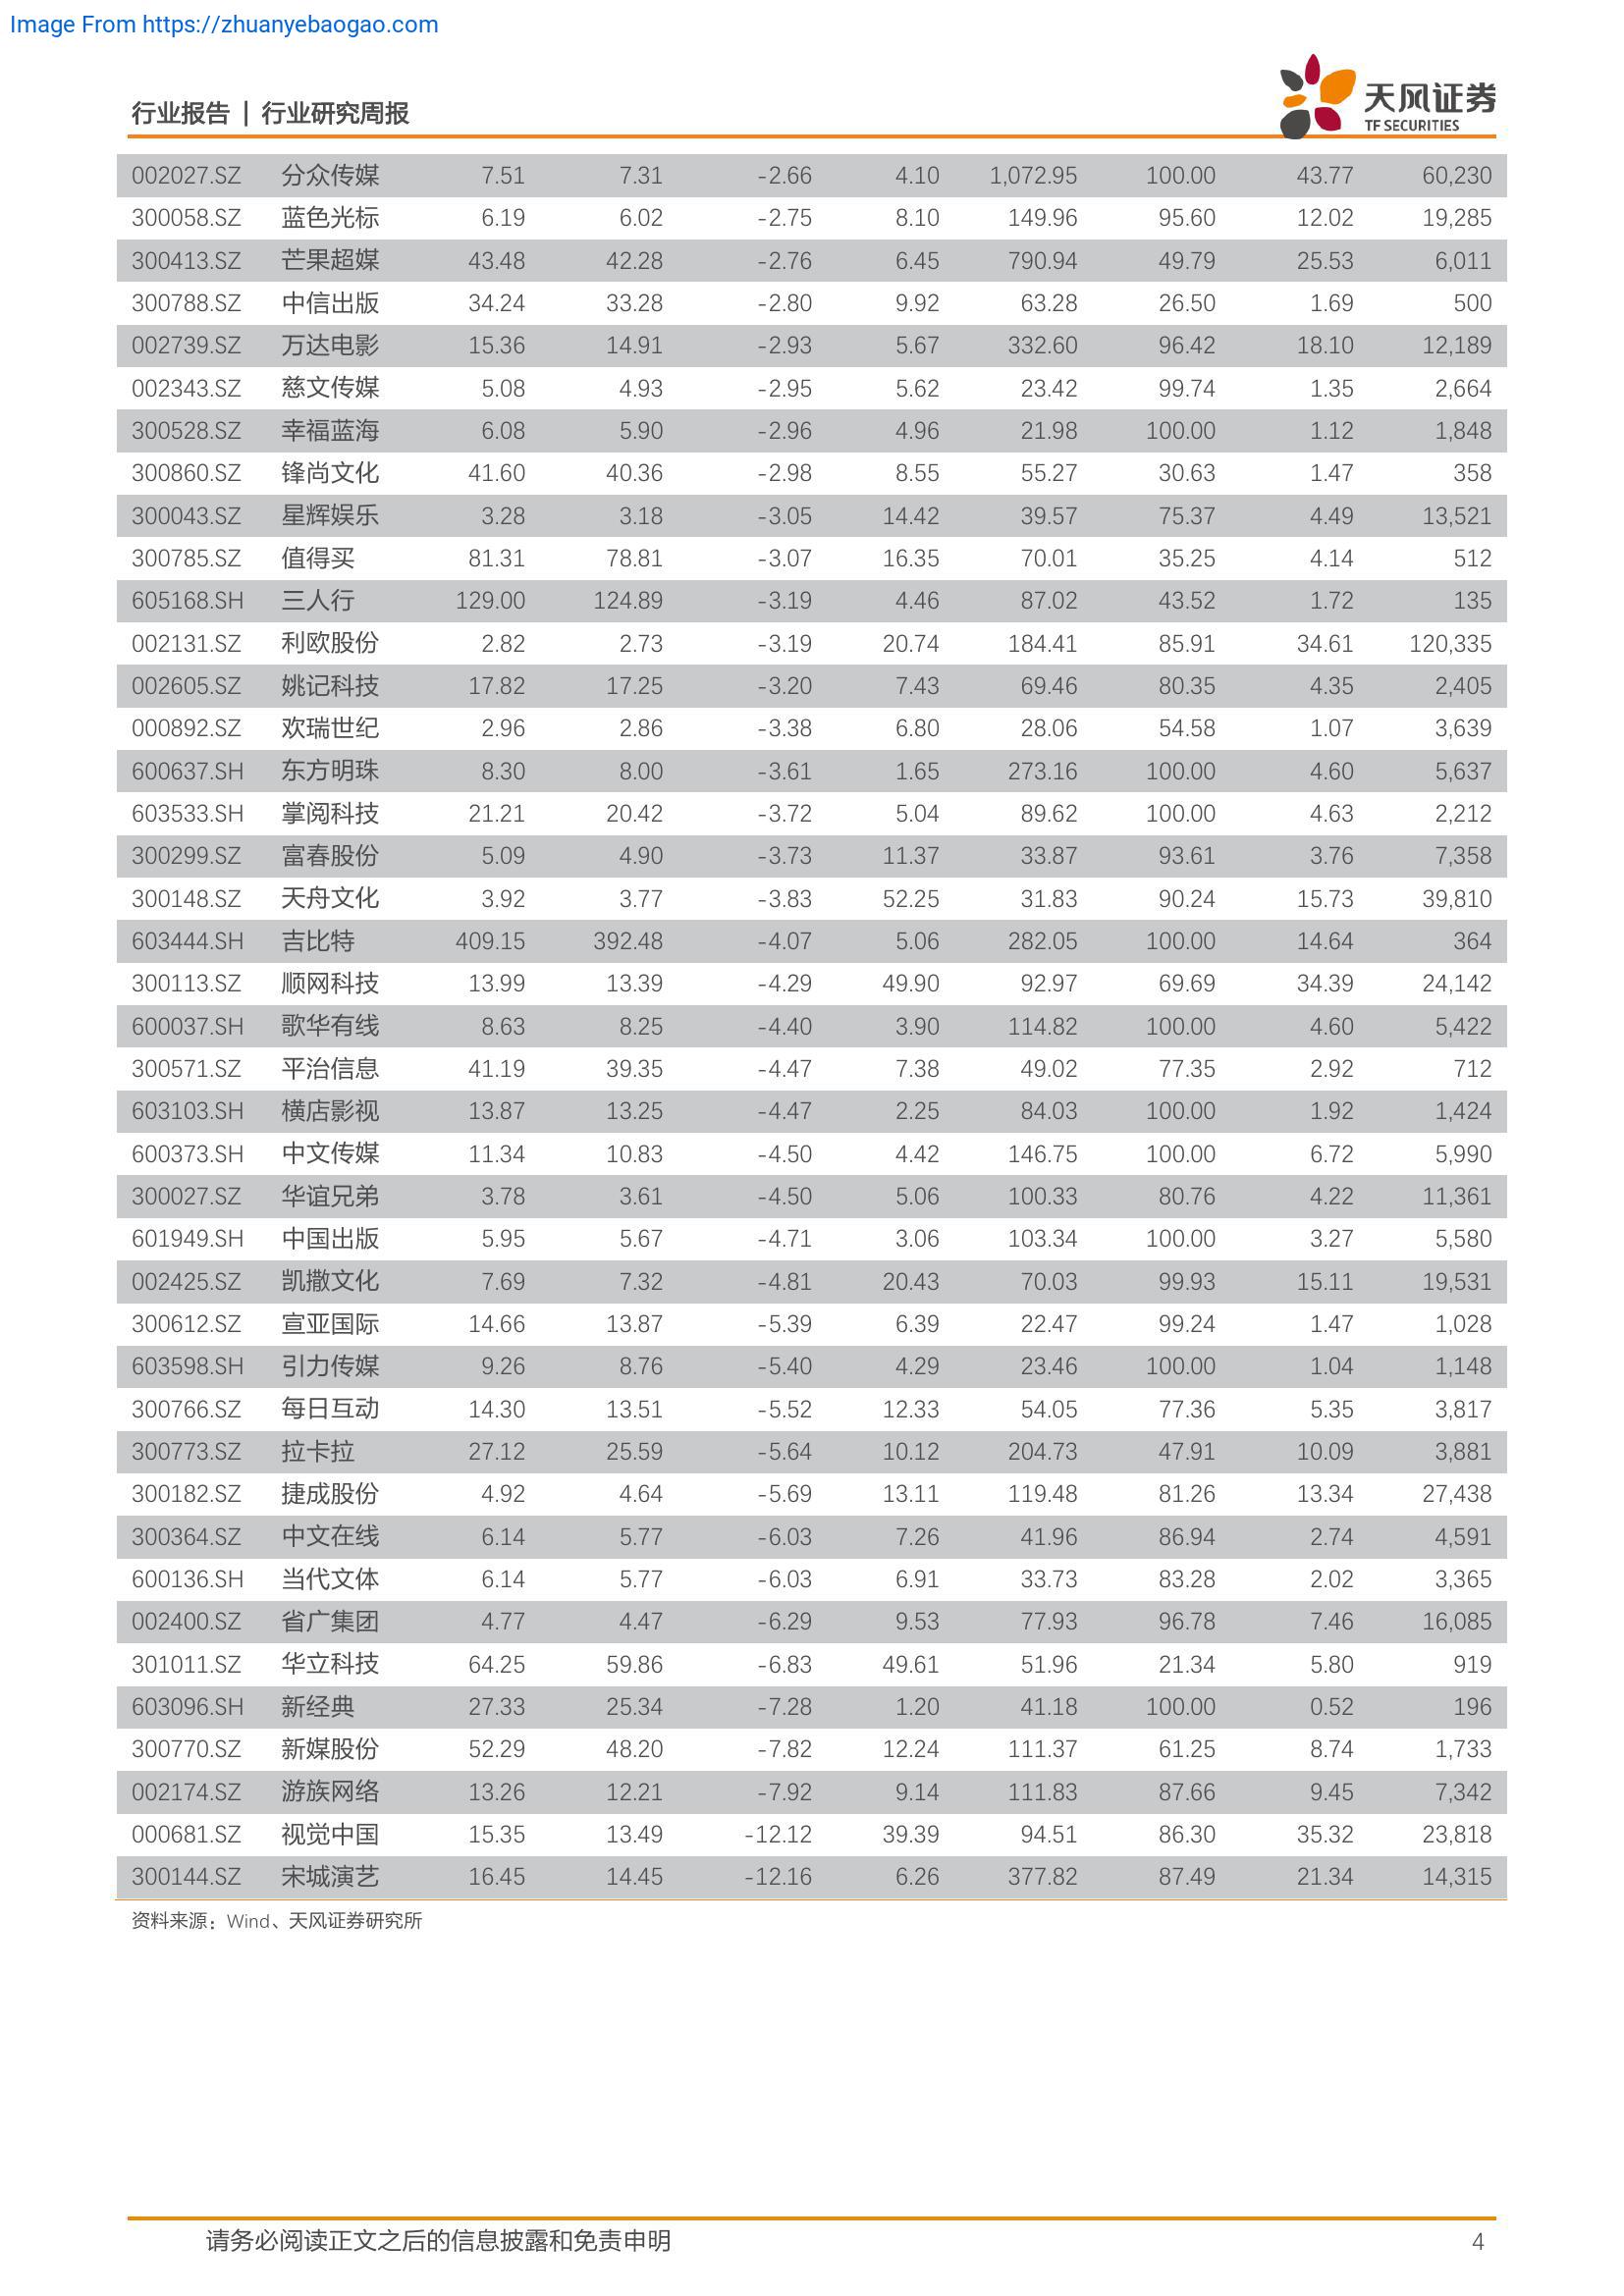 Image From https://zhuanyebaogao.com
行业报告 | 行业研究周报
天风证券
TF SECURITIES
002027.SZ 分众传媒 7.51 7.31 -2.66 4.10 1,072.95 100.00 43.77 60,230
300058.SZ 蓝色光标 6.19 6.02 -2.75 8.10 149.96 95.60 12.02 19,285
300413.SZ 芒果超媒 43.48 42.28 -2.76 6.45 790.94 49.79 25.53 6,011
300788.SZ 中信出版 34.24 33.28 -2.80 9.92 63.28 26.50 1.69 500
002739.SZ 万达电影 15.36 14.91 -2.93 5.67 332.60 96.42 18.10 12,189
002343.SZ 慈文传媒 5.08 4.93 -2.95 5.62 23.42 99.74 1.35 2,664
300528.SZ 幸福蓝海 6.08 5.90 -2.96 4.96 21.98 100.00 1.12 1,848
300860.SZ 锋尚文化 41.60 40.36 -2.98 8.55 55.27 30.63 1.47 358
300043.SZ 星辉娱乐 3.28 3.18 -3.05 14.42 39.57 75.37 4.49 13,521
300785.SZ 值得买 81.31 78.81 -3.07 16.35 70.01 35.25 4.14 512
605168.SH 三人行 129.00 124.89 -3.19 4.46 87.02 43.52 1.72 135
002131.SZ 利欧股份 2.82 2.73 -3.19 20.74 184.41 85.91 34.61 120,335
002605.SZ 姚记科技 17.82 17.25 -3.20 7.43 69.46 80.35 4.35 2,405
000892.SZ 欢瑞世纪 2.96 2.86 -3.38 6.80 28.06 54.58 1.07 3,639
600637.SH 东方明珠 8.30 8.00 -3.61 1.65 273.16 100.00 4.60 5,637
603533.SH 掌阅科技 21.21 20.42 -3.72 5.04 89.62 100.00 4.63 2,212
300299.SZ 富春股份 5.09 4.90 -3.73 11.37 33.87 93.61 3.76 7,358
300148.SZ 天舟文化 3.92 3.77 -3.83 52.25 31.83 90.24 15.73 39,810
603444.SH 吉比特 409.15 392.48 -4.07 5.06 282.05 100.00 14.64 364
300113.SZ 顺网科技 13.99 13.39 -4.29 49.90 92.97 69.69 34.39 24,142
600037.SH 歌华有线 8.63 8.25 -4.40 3.90 114.82 100.00 4.60 5,422
300571.SZ 平治信息 41.19 39.35 -4.47 7.38 49.02 77.35 2.92 712
603103.SH 横店影视 13.87 13.25 -4.47 2.25 84.03 100.00 1.92 1,424
600373.SH 中文传媒 11.34 10.83 -4.50 4.42 146.75 100.00 6.72 5,990
300027.SZ 华谊兄弟 3.78 3.61 -4.50 5.06 100.33 80.76 4.22 11,361
601949.SH 中国出版 5.95 5.67 -4.71 3.06 103.34 100.00 3.27 5,580
002425.SZ 凯撒文化 7.69 7.32 -4.81 20.43 70.03 99.93 15.11 19,531
300612.SZ 宣亚国际 14.66 13.87 -5.39 6.39 22.47 99.24 1.47 1,028
603598.SH 引力传媒 9.26 8.76 -5.40 4.29 23.46 100.00 1.04 1,148
300766.SZ 每日互动 14.30 13.51 -5.52 12.33 54.05 77.36 5.35 3,817
300773.SZ 拉卡拉 27.12 25.59 -5.64 10.12 204.73 47.91 10.09 3,881
300182.SZ 捷成股份 4.92 4.64 -5.69 13.11 119.48 81.26 13.34 27,438
300364.SZ 中文在线 6.14 5.77 -6.03 7.26 41.96 86.94 2.74 4,591
600136.SH 当代文体 6.14 5.77 -6.03 6.91 33.73 83.28 2.02 3,365
002400.SZ 省广集团 4.77 4.47 -6.29 9.53 77.93 96.78 7.46 16,085
301011.SZ 华立科技 64.25 59.86 -6.83 49.61 51.96 21.34 5.80 919
603096.SH 新经典 27.33 25.34 -7.28 1.20 41.18 100.00 0.52 196
300770.SZ 新媒股份 52.29 48.20 -7.82 12.24 111.37 61.25 8.74 1,733
002174.SZ 游族网络 13.26 12.21 -7.92 9.14 111.83 87.66 9.45 7,342
000681.SZ 视觉中国 15.35 13.49 -12.12 39.39 94.51 86.30 35.32 23,818
300144.SZ 宋城演艺 16.45 14.45 -12.16 6.26 377.82 87.49 21.34 14,315
资料来源：Wind、天风证券研究所
请务必阅读正文之后的信息披露和免责申明 4